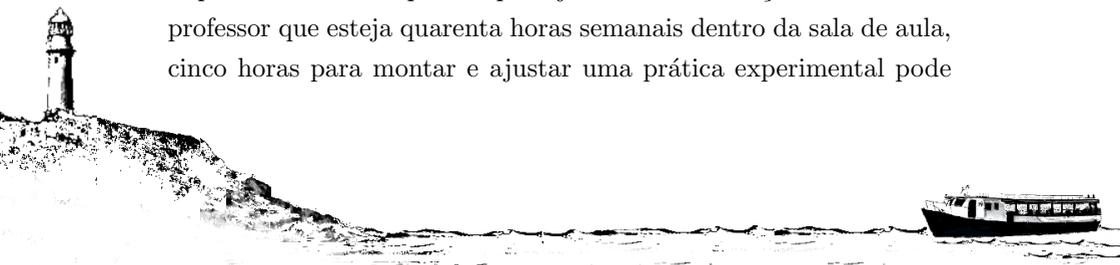 professor que esteja quarenta horas semanais dentro da sala de aula,
cinco horas para montar e ajustar uma prática experimental pode